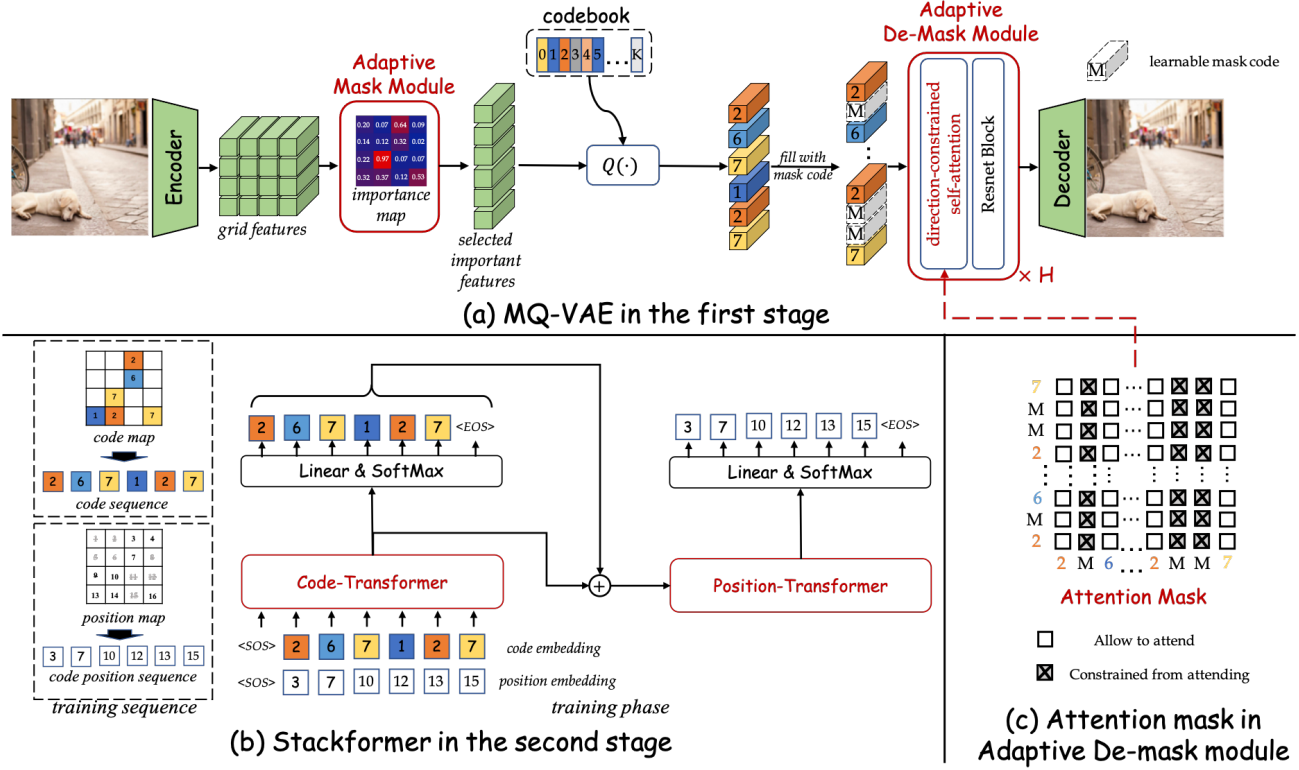 codebook
0 1 2 3 4 5 ... K
Adaptive
Mask Module
Adaptive
De-Mask Module
M
learnable mask code
Encoder
grid features
0.20 0.07 0.64 0.09
0.14 0.12 0.32 0.02
0.22 0.97 0.07 0.07
0.32 0.37 0.12 0.53
importance
map
selected
important
features
Q(·)
2
6
7
1
2
7
fill with
mask code
2
M
6
⋮
2
M
M
7
direction-constrained
self-attention
Resnet Block
× H
Decoder
(a) MQ-VAE in the first stage
2
6
7
1 2 7
code map
2 6 7 1 2 7
code sequence
1 2 3 4
5 6 7 8
9 10 11 12
13 14 15 16
position map
3 7 10 12 13 15
code position sequence
training sequence
2 6 7 1 2 7 <EOS>
Linear & SoftMax
Code-Transformer
<SOS> 2 6 7 1 2 7 code embedding
<SOS> 3 7 10 12 13 15 position embedding
training phase
3 7 10 12 13 15 <EOS>
Linear & SoftMax
+
Position-Transformer
(b) Stackformer in the second stage
7 ...
M
M
2 ...
6 ...
M
2 ...
2 M 6 ... 2 M M 7
Attention Mask
Allow to attend
Constrained from attending
(c) Attention mask in
Adaptive De-mask module